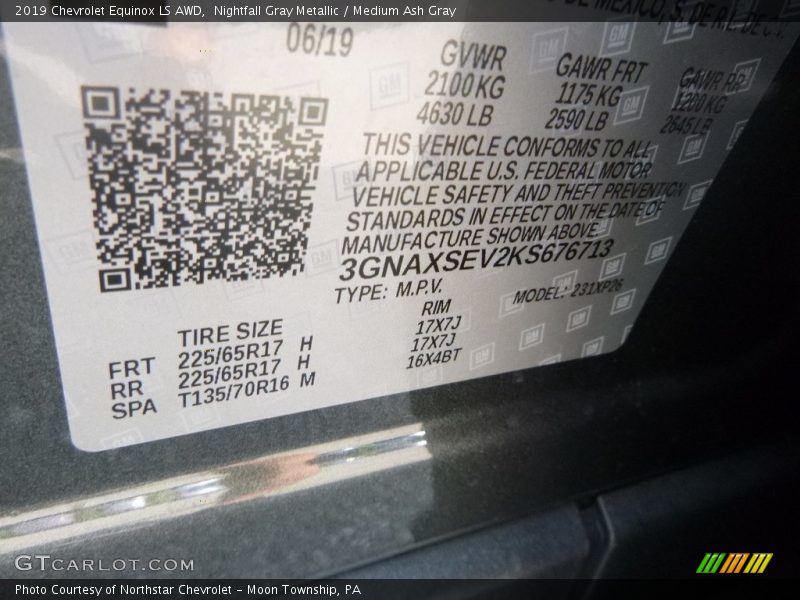 2019 Chevrolet Equinox LS AWD, Nightfall Gray Metallic / Medium Ash Gray
DE MEXICO, S. DE R.L. DE C.
06/19
GVWR GAWR FRT GAWR RR
2100 KG 1175 KG 1200 KG
4630 LB 2590 LB 2645 LB
THIS VEHICLE CONFORMS TO ALL
APPLICABLE U.S. FEDERAL MOTOR
VEHICLE SAFETY AND THEFT PREVENTION
STANDARDS IN EFFECT ON THE DATE OF
MANUFACTURE SHOWN ABOVE.
3GNAXSEV2KS676713
TYPE: M.P.V. MODEL: 231XP26
TIRE SIZE RIM
FRT 225/65R17 H 17X7J
RR 225/65R17 H 17X7J
SPA T135/70R16 M 16X4BT
GTCARLOT.COM
Photo Courtesy of Northstar Chevrolet - Moon Township, PA